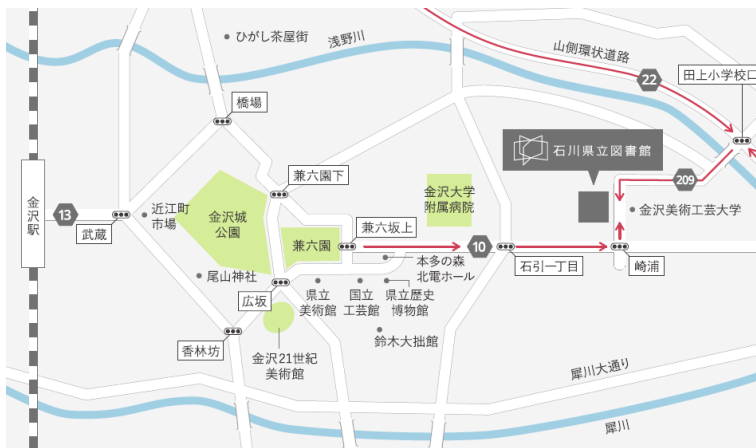 ひがし茶屋街
浅野川
山側環状道路
22
田上小学校口
橋場
石川県立図書館
兼六園下
209
金沢大学
附属病院
金沢美術工芸大学
金沢駅
13
武蔵
近江町
市場
金沢城
公園
兼六園
兼六坂上
10
石引一丁目
崎浦
本多の森
北電ホール
尾山神社
広坂
県立
美術館
国立
工芸館
県立歴史
博物館
鈴木大拙館
香林坊
金沢21世紀
美術館
犀川大通り
犀川